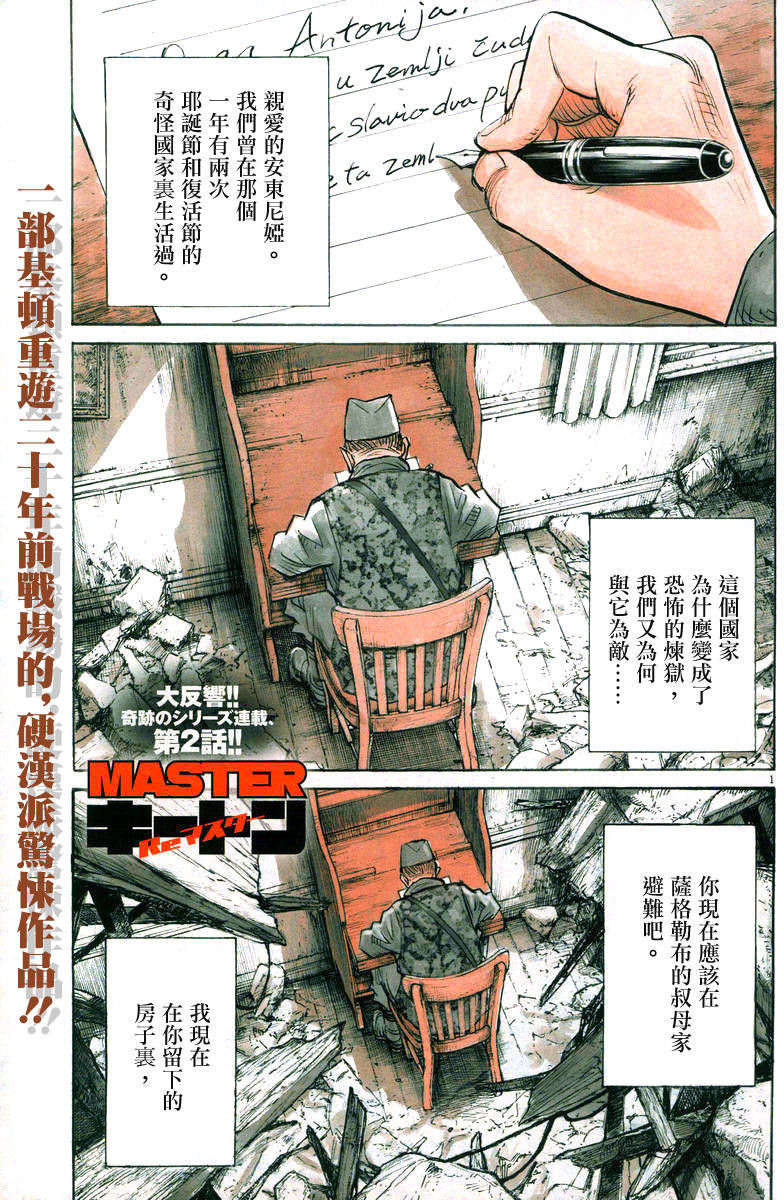 Dear Antonija.
u zemlji čud
slavio dva pu
eta zeml
親愛的安東尼婭。
我們曾在那個
一年有兩次
耶誕節和復活節的
奇怪國家裏生活過。
一部基頓重遊二十年前戰場的，硬漢派驚悚作品!!
這個國家
為什麼變成了
恐怖的煉獄，
我們又為何
與它為敵……
大反響!!
奇跡のシリーズ連載、
第2話!!
MASTER
キートン
Reマスター
1
你現在應該在
薩格勒布的叔母家
避難吧。
我現在
在你留下的
房子裏，